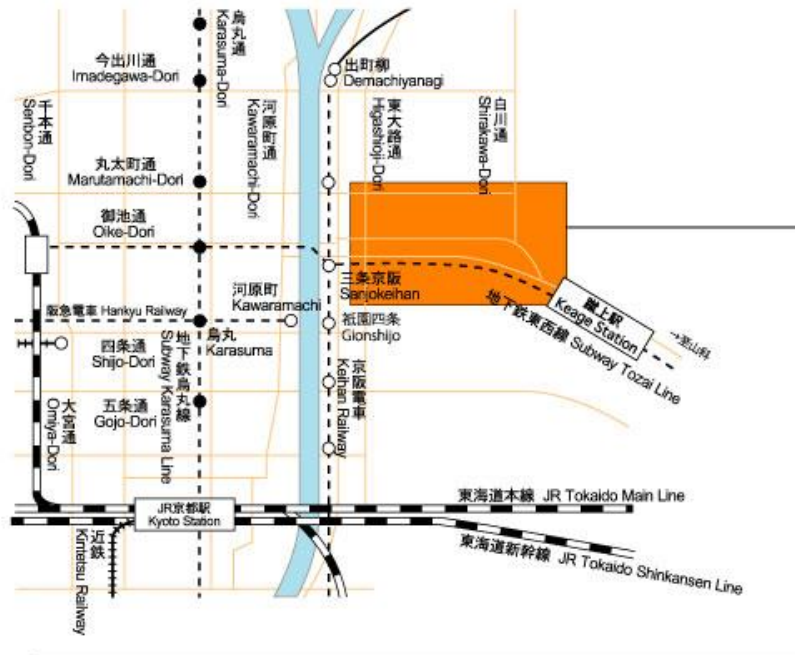 烏丸通
Karasuma-Dori
今出川通
Imadegawa-Dori
出町柳
Demachiyanagi
千本通
Senbon-Dori
河原町通
Kawaramachi-Dori
東大路通
Higashioji-Dori
白川通
Shirakawa-Dori
丸太町通
Marutamachi-Dori
御池通
Oike-Dori
三条京阪
Sanjokeihan
河原町
Kawaramachi
蹴上駅
Keage Station
阪急電車 Hankyu Railway
地下鉄東西線 Subway Tozai Line
→至山科
祇園四条
Gionshijo
烏丸
Karasuma
四条通
Shijo-Dori
地下鉄烏丸線
Subway Karasuma Line
京阪電車
Keihan Railway
大宮通
Omiya-Dori
五条通
Gojo-Dori
JR京都駅
Kyoto Station
東海道本線 JR Tokaido Main Line
東海道新幹線 JR Tokaido Shinkansen Line
近鉄
Kintetsu Railway